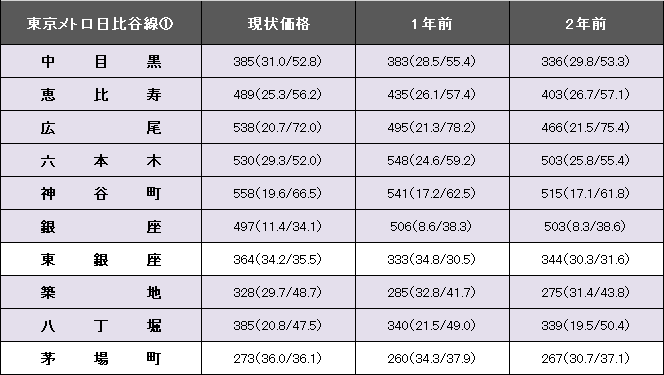 東京メトロ日比谷線① 現状価格 1年前 2年前
中目黒 385(31.0/52.8) 383(28.5/55.4) 336(29.8/53.3)
恵比寿 489(25.3/56.2) 435(26.1/57.4) 403(26.7/57.1)
広尾 538(20.7/72.0) 495(21.3/78.2) 466(21.5/75.4)
六本木 530(29.3/52.0) 548(24.6/59.2) 503(25.8/55.4)
神谷町 558(19.6/66.5) 541(17.2/62.5) 515(17.1/61.8)
銀座 497(11.4/34.1) 506(8.6/38.3) 503(8.3/38.6)
東銀座 364(34.2/35.5) 333(34.8/30.5) 344(30.3/31.6)
築地 328(29.7/48.7) 285(32.8/41.7) 275(31.4/43.8)
八丁堀 385(20.8/47.5) 340(21.5/49.0) 339(19.5/50.4)
茅場町 273(36.0/36.1) 260(34.3/37.9) 267(30.7/37.1)